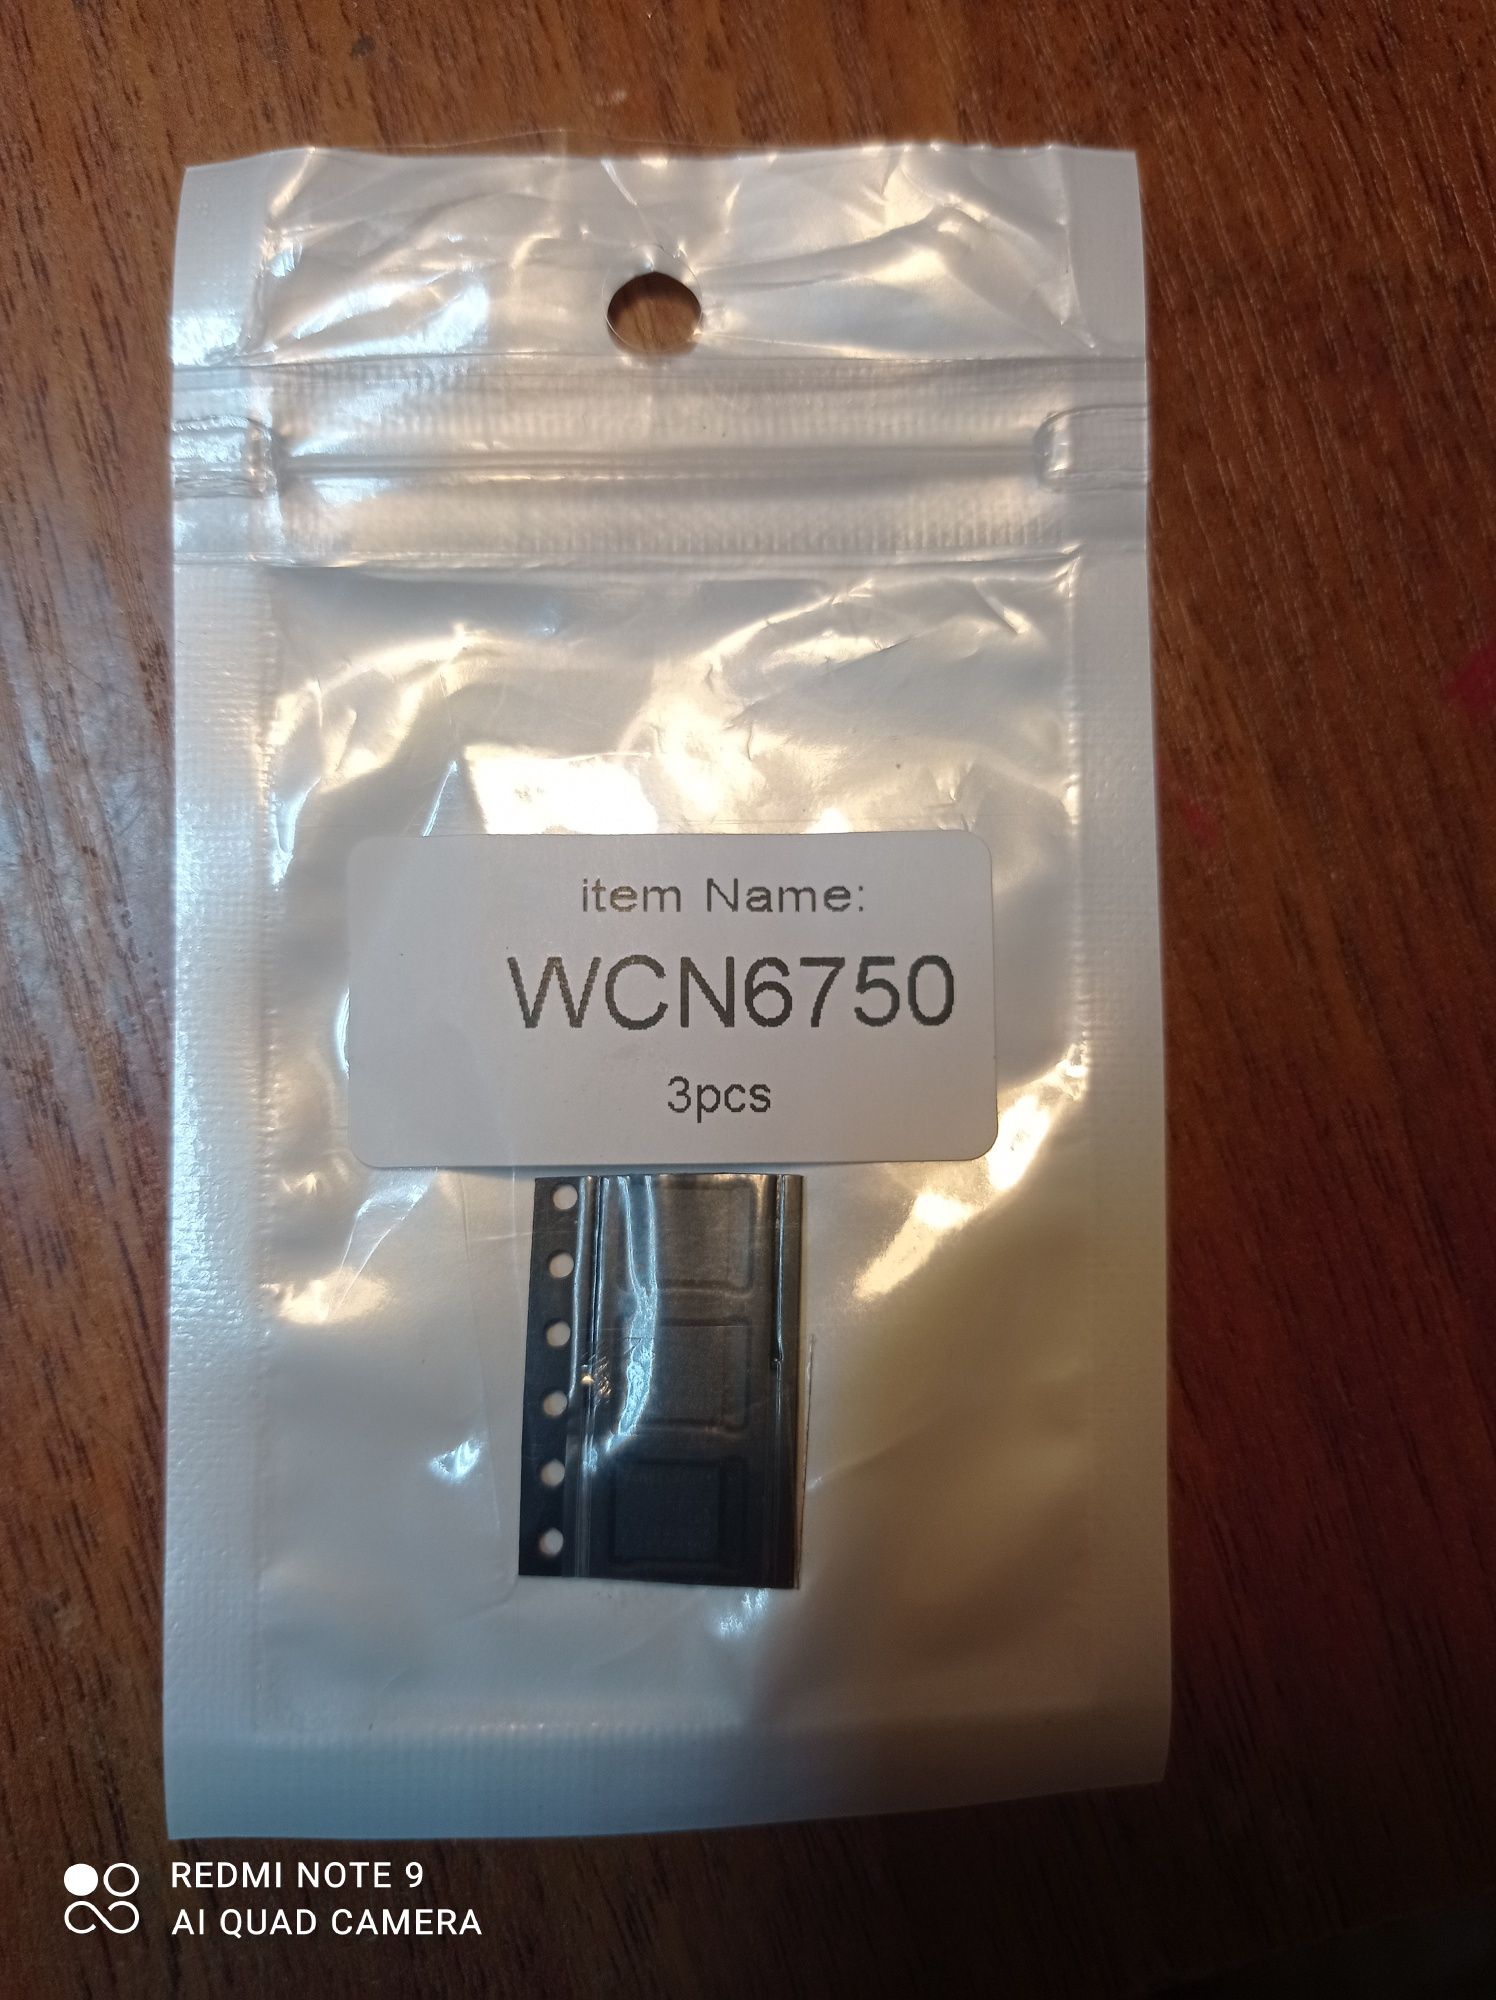 item Name:
WCN6750
3pcs
REDMI NOTE 9
AI QUAD CAMERA